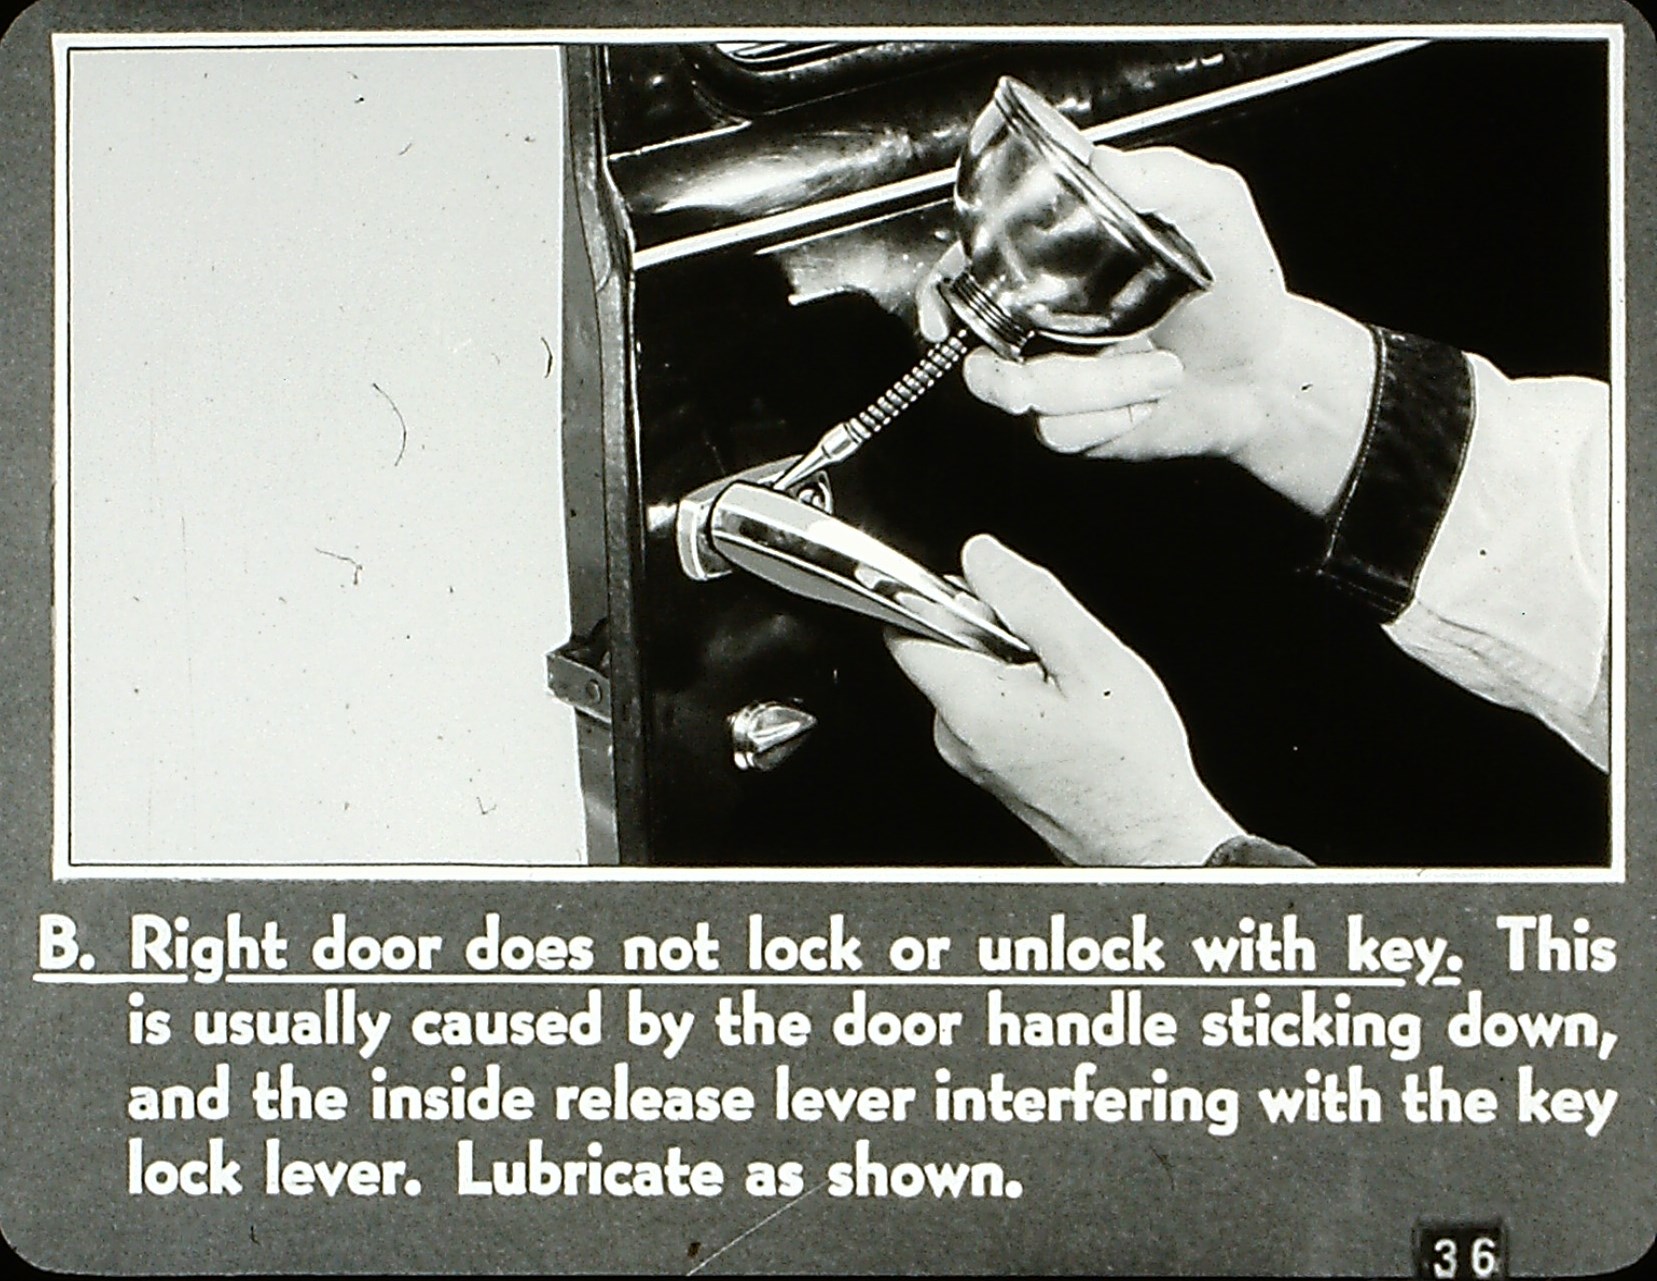 B. Right door does not lock or unlock with key. This
is usually caused by the door handle sticking down,
and the inside release lever interfering with the key
lock lever. Lubricate as shown.
36